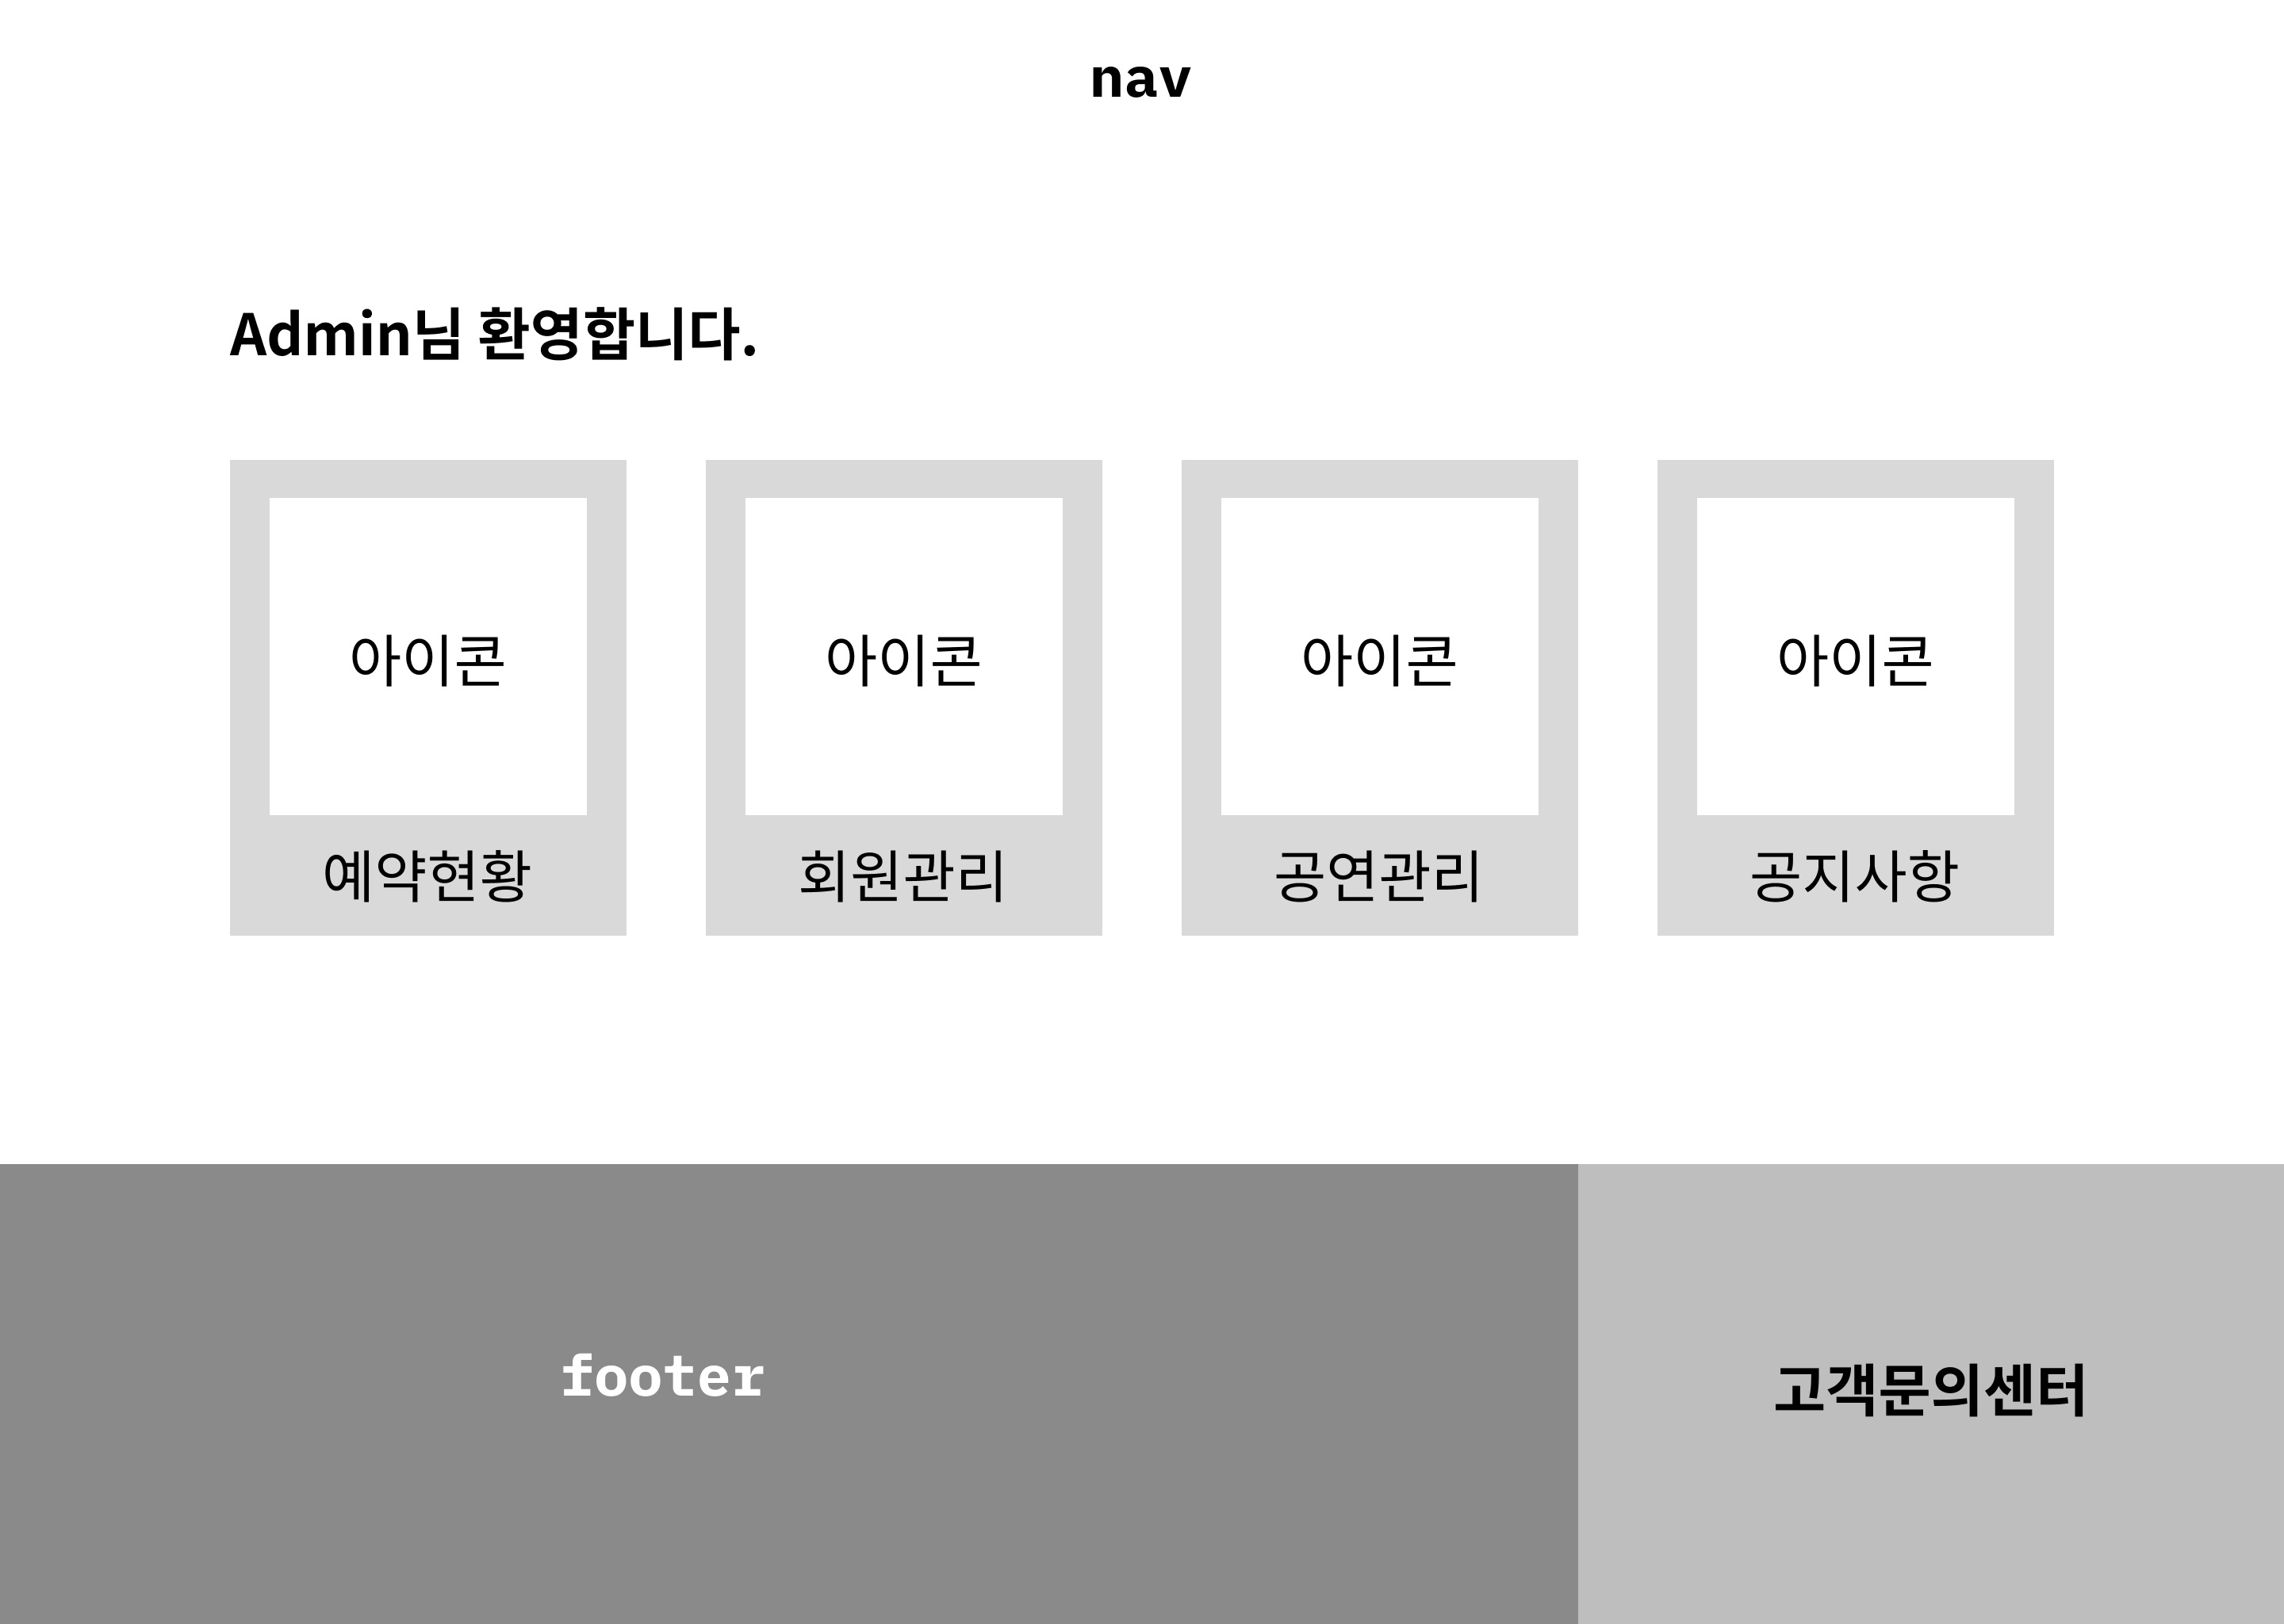 nav
Admin님 환영합니다.
아이콘 아이콘 아이콘 아이콘
예약현황 회원관리 공연관리 공지사항
footer 고객문의센터